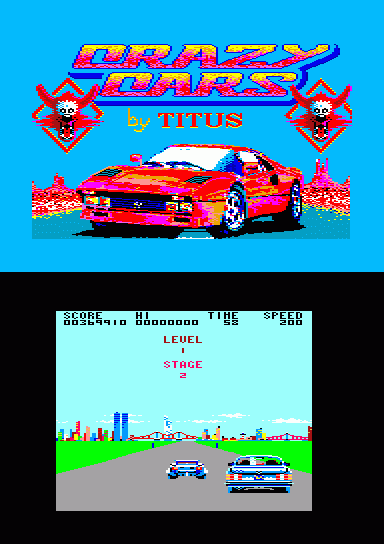 CRAZY
CARS
by TITUS
SCORE HI TIME SPEED
00369910 00000000 58 200
LEVEL
1
STAGE
2